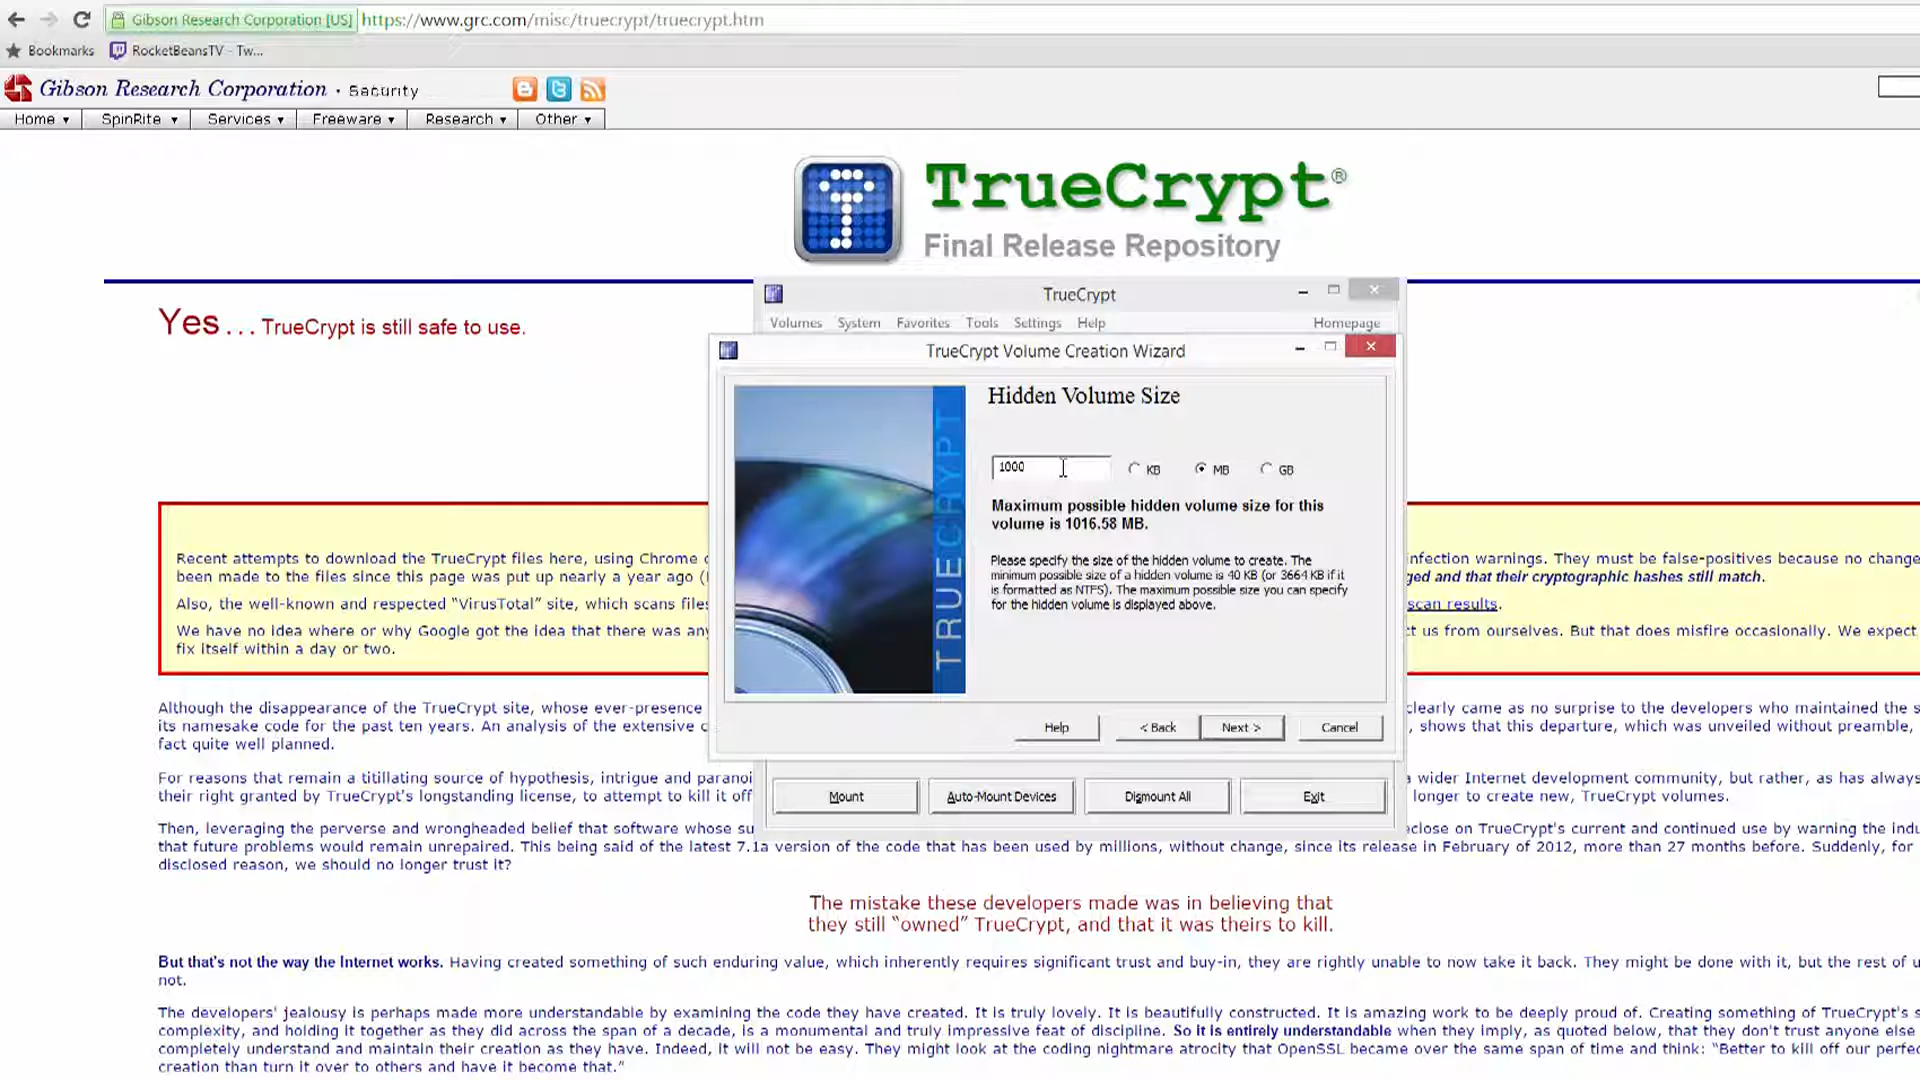 Gibson Research Corporation [US] https://www.grc.com/misc/truecrypt/truecrypt.htm
Bookmarks RocketBeansTV - Tw...
Gibson Research Corporation · Security
Home ▾ SpinRite ▾ Services ▾ Freeware ▾ Research ▾ Other ▾
TrueCrypt®
Final Release Repository
Yes . . . TrueCrypt is still safe to use.
TrueCrypt
Volumes System Favorites Tools Settings Help Homepage
TrueCrypt Volume Creation Wizard
TRUECRYPT
Hidden Volume Size
1000 KB MB GB
Maximum possible hidden volume size for this
volume is 1016.58 MB.
Please specify the size of the hidden volume to create. The
minimum possible size of a hidden volume is 40 KB (or 3664 KB if it
is formatted as NTFS). The maximum possible size you can specify
for the hidden volume is displayed above.
Help < Back Next > Cancel
Mount Auto-Mount Devices Dismount All Exit
Recent attempts to download the TrueCrypt files here, using Chrome infection warnings. They must be false-positives because no change
been made to the files since this page was put up nearly a year ago ged and that their cryptographic hashes still match.
Also, the well-known and respected “VirusTotal” site, which scans files scan results.
We have no idea where or why Google got the idea that there was any t us from ourselves. But that does misfire occasionally. We expect
fix itself within a day or two.
Although the disappearance of the TrueCrypt site, whose ever-presence clearly came as no surprise to the developers who maintained the s
its namesake code for the past ten years. An analysis of the extensive c , shows that this departure, which was unveiled without preamble,
fact quite well planned.
For reasons that remain a titillating source of hypothesis, intrigue and paranoi a wider Internet development community, but rather, as has always
their right granted by TrueCrypt's longstanding license, to attempt to kill it off longer to create new, TrueCrypt volumes.
Then, leveraging the perverse and wrongheaded belief that software whose su close on TrueCrypt's current and continued use by warning the indu
that future problems would remain unrepaired. This being said of the latest 7.1a version of the code that has been used by millions, without change, since its release in February of 2012, more than 27 months before. Suddenly, for
disclosed reason, we should no longer trust it?
The mistake these developers made was in believing that
they still “owned” TrueCrypt, and that it was theirs to kill.
But that's not the way the Internet works. Having created something of such enduring value, which inherently requires significant trust and buy-in, they are rightly unable to now take it back. They might be done with it, but the rest of u
not.
The developers' jealousy is perhaps made more understandable by examining the code they have created. It is truly lovely. It is beautifully constructed. It is amazing work to be deeply proud of. Creating something of TrueCrypt's s
complexity, and holding it together as they did across the span of a decade, is a monumental and truly impressive feat of discipline. So it is entirely understandable when they imply, as quoted below, that they don't trust anyone else
completely understand and maintain their creation as they have. Indeed, it will not be easy. They might look at the coding nightmare atrocity that OpenSSL became over the same span of time and think: “Better to kill off our perfec
creation than turn it over to others and have it become that.”